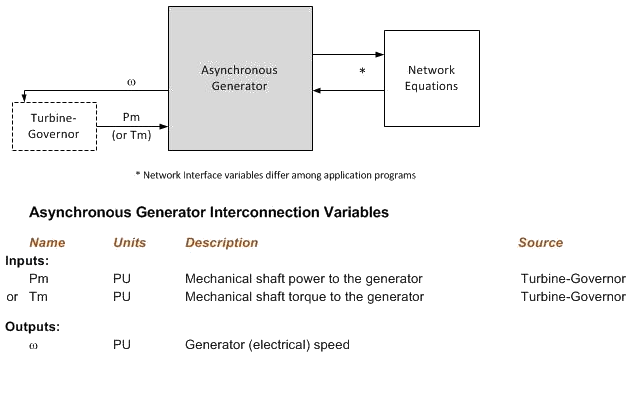 Asynchronous
Generator
Network
Equations
*
ω
Turbine-
Governor
Pm
(or Tm)
* Network Interface variables differ among application programs
Asynchronous Generator Interconnection Variables
Name Units Description Source
Inputs:
Pm PU Mechanical shaft power to the generator Turbine-Governor
or Tm PU Mechanical shaft torque to the generator Turbine-Governor
Outputs:
ω PU Generator (electrical) speed